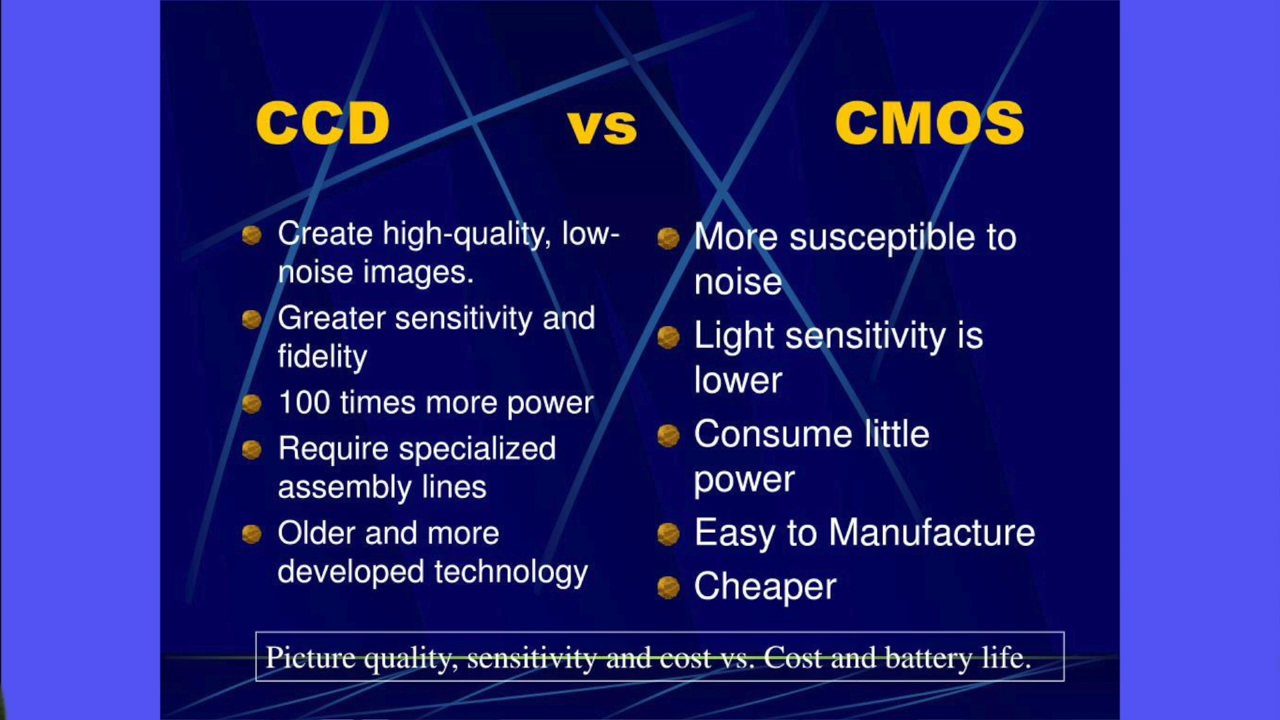 CCD vs CMOS
Create high-quality, low-
noise images.
Greater sensitivity and
fidelity
100 times more power
Require specialized
assembly lines
Older and more
developed technology
More susceptible to
noise
Light sensitivity is
lower
Consume little
power
Easy to Manufacture
Cheaper
Picture quality, sensitivity and cost vs. Cost and battery life.